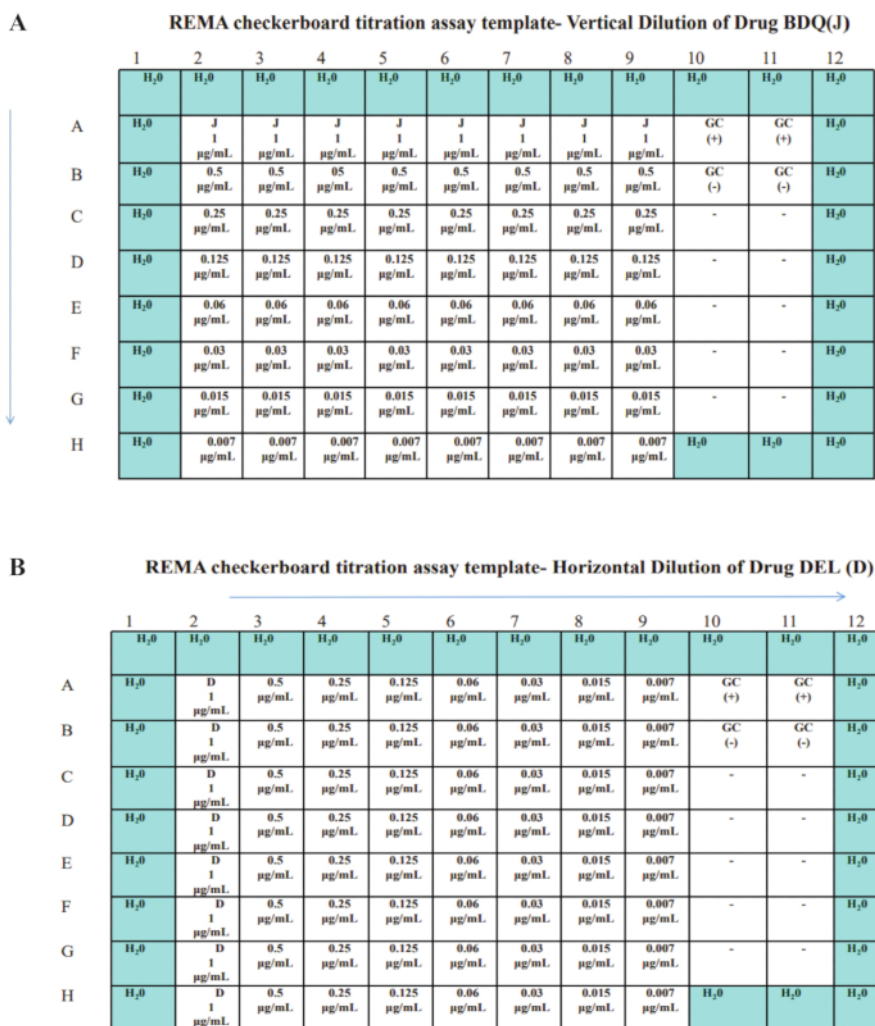 A
REMA checkerboard titration assay template- Vertical Dilution of Drug BDQ(J)
1 2 3 4 5 6 7 8 9 10 11 12
H₂0 H₂0 H₂0 H₂0 H₂0 H₂0 H₂0 H₂0 H₂0 H₂0 H₂0 H₂0
A H₂0 J J J J J J J J GC GC H₂0
1 1 1 1 1 1 1 1 (+) (+)
µg/mL µg/mL µg/mL µg/mL µg/mL µg/mL µg/mL µg/mL
B H₂0 0.5 0.5 05 0.5 0.5 0.5 0.5 0.5 GC GC H₂0
µg/mL µg/mL µg/mL µg/mL µg/mL µg/mL µg/mL µg/mL (-) (-)
C H₂0 0.25 0.25 0.25 0.25 0.25 0.25 0.25 0.25 - - H₂0
µg/mL µg/mL µg/mL µg/mL µg/mL µg/mL µg/mL µg/mL
D H₂0 0.125 0.125 0.125 0.125 0.125 0.125 0.125 0.125 - - H₂0
µg/mL µg/mL µg/mL µg/mL µg/mL µg/mL µg/mL µg/mL
E H₂0 0.06 0.06 0.06 0.06 0.06 0.06 0.06 0.06 - - H₂0
µg/mL µg/mL µg/mL µg/mL µg/mL µg/mL µg/mL µg/mL
F H₂0 0.03 0.03 0.03 0.03 0.03 0.03 0.03 0.03 - - H₂0
µg/mL µg/mL µg/mL µg/mL µg/mL µg/mL µg/mL µg/mL
G H₂0 0.015 0.015 0.015 0.015 0.015 0.015 0.015 0.015 - - H₂0
µg/mL µg/mL µg/mL µg/mL µg/mL µg/mL µg/mL µg/mL
H H₂0 0.007 0.007 0.007 0.007 0.007 0.007 0.007 0.007 H₂0 H₂0 H₂0
µg/mL µg/mL µg/mL µg/mL µg/mL µg/mL µg/mL µg/mL
B
REMA checkerboard titration assay template- Horizontal Dilution of Drug DEL (D)
1 2 3 4 5 6 7 8 9 10 11 12
H₂0 H₂0 H₂0 H₂0 H₂0 H₂0 H₂0 H₂0 H₂0 H₂0 H₂0 H₂0
A H₂0 D 0.5 0.25 0.125 0.06 0.03 0.015 0.007 GC GC H₂0
1 µg/mL µg/mL µg/mL µg/mL µg/mL µg/mL µg/mL (+) (+)
µg/mL
B H₂0 D 0.5 0.25 0.125 0.06 0.03 0.015 0.007 GC GC H₂0
1 µg/mL µg/mL µg/mL µg/mL µg/mL µg/mL µg/mL (-) (-)
µg/mL
C H₂0 D 0.5 0.25 0.125 0.06 0.03 0.015 0.007 - - H₂0
1 µg/mL µg/mL µg/mL µg/mL µg/mL µg/mL µg/mL
µg/mL
D H₂0 D 0.5 0.25 0.125 0.06 0.03 0.015 0.007 - - H₂0
1 µg/mL µg/mL µg/mL µg/mL µg/mL µg/mL µg/mL
µg/mL
E H₂0 D 0.5 0.25 0.125 0.06 0.03 0.015 0.007 - - H₂0
1 µg/mL µg/mL µg/mL µg/mL µg/mL µg/mL µg/mL
µg/mL
F H₂0 D 0.5 0.25 0.125 0.06 0.03 0.015 0.007 - - H₂0
1 µg/mL µg/mL µg/mL µg/mL µg/mL µg/mL µg/mL
µg/mL
G H₂0 D 0.5 0.25 0.125 0.06 0.03 0.015 0.007 - - H₂0
1 µg/mL µg/mL µg/mL µg/mL µg/mL µg/mL µg/mL
µg/mL
H H₂0 D 0.5 0.25 0.125 0.06 0.03 0.015 0.007 H₂0 H₂0 H₂0
1 µg/mL µg/mL µg/mL µg/mL µg/mL µg/mL µg/mL